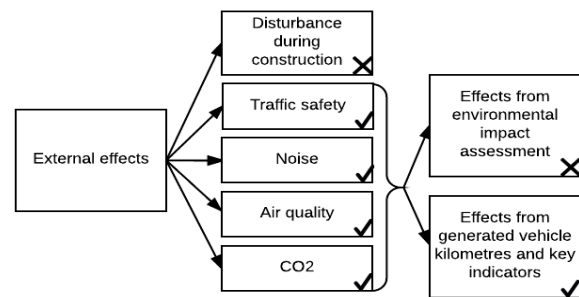 Disturbance
during
construction
Traffic safety
External effects
Noise
Air quality
CO2
Effects from
environmental
impact
assessment
Effects from
generated vehicle
kilometres and key
indicators